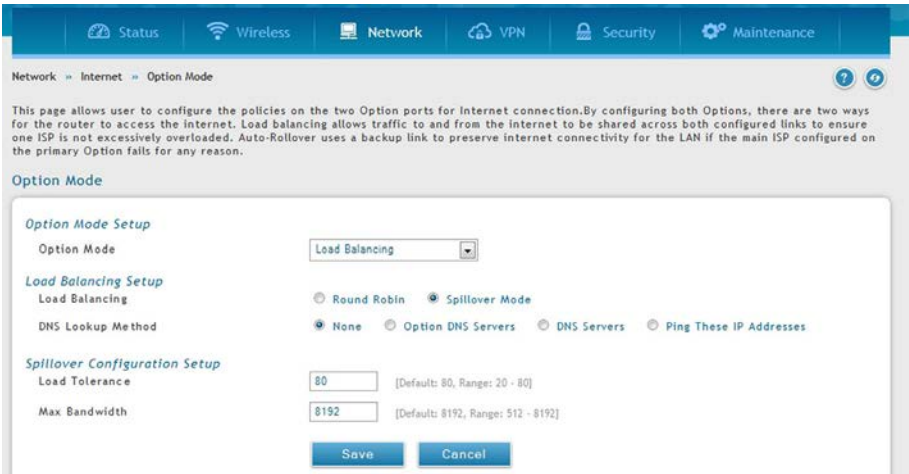 Status Wireless Network VPN Security Maintenance
Network » Internet » Option Mode
This page allows user to configure the policies on the two Option ports for Internet connection.By configuring both Options, there are two ways
for the router to access the internet. Load balancing allows traffic to and from the internet to be shared across both configured links to ensure
one ISP is not excessively overloaded. Auto-Rollover uses a backup link to preserve internet connectivity for the LAN if the main ISP configured on
the primary Option fails for any reason.
Option Mode
Option Mode Setup
Option Mode Load Balancing
Load Balancing Setup
Load Balancing Round Robin Spillover Mode
DNS Lookup Method None Option DNS Servers DNS Servers Ping These IP Addresses
Spillover Configuration Setup
Load Tolerance 80 [Default: 80, Range: 20 - 80]
Max Bandwidth 8192 [Default: 8192, Range: 512 - 8192]
Save Cancel